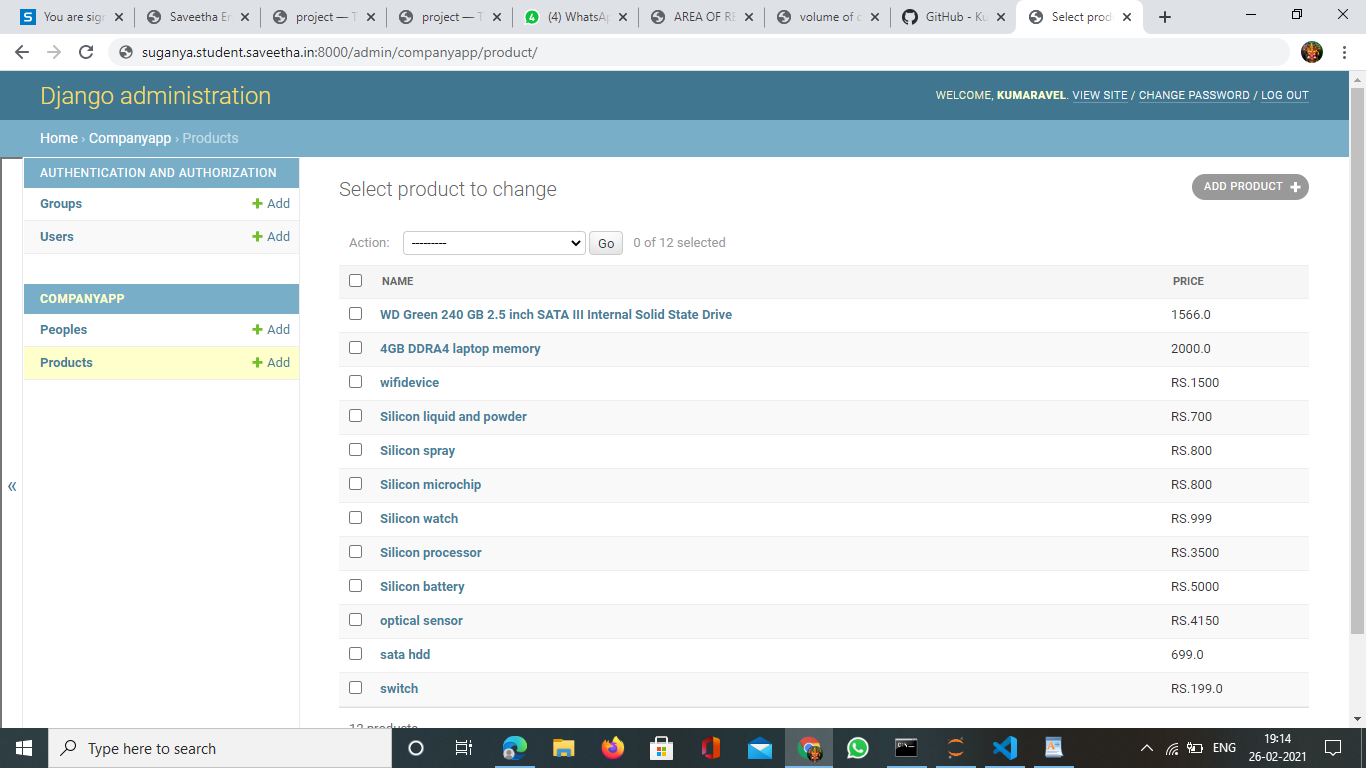 You are sig
Saveetha En
project — T
project — T
(4) WhatsAp
AREA OF RE
volume of c
GitHub - Ku
Select prod
suganya.student.saveetha.in:8000/admin/companyapp/product/
Django administration
WELCOME, KUMARAVEL. VIEW SITE / CHANGE PASSWORD / LOG OUT
Home › Companyapp › Products
AUTHENTICATION AND AUTHORIZATION
Groups + Add
Users + Add
COMPANYAPP
Peoples + Add
Products + Add
«
Select product to change
ADD PRODUCT +
Action: --------- Go 0 of 12 selected
NAME PRICE
WD Green 240 GB 2.5 inch SATA III Internal Solid State Drive 1566.0
4GB DDRA4 laptop memory 2000.0
wifidevice RS.1500
Silicon liquid and powder RS.700
Silicon spray RS.800
Silicon microchip RS.800
Silicon watch RS.999
Silicon processor RS.3500
Silicon battery RS.5000
optical sensor RS.4150
sata hdd 699.0
switch RS.199.0
12 products
Type here to search
ENG
19:14
26-02-2021